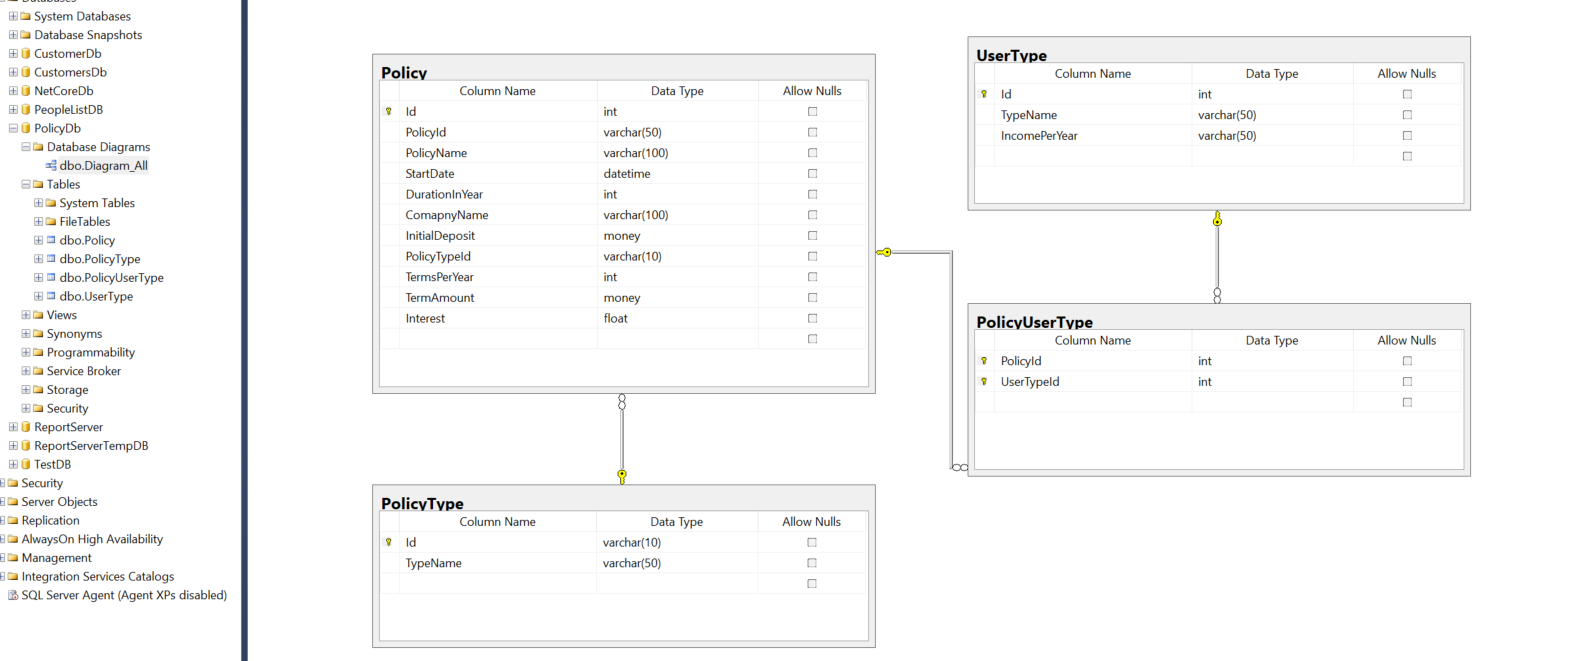 Databases
System Databases
Database Snapshots
CustomerDb
CustomersDb
NetCoreDb
PeopleListDB
PolicyDb
Database Diagrams
dbo.Diagram_All
Tables
System Tables
FileTables
dbo.Policy
dbo.PolicyType
dbo.PolicyUserType
dbo.UserType
Views
Synonyms
Programmability
Service Broker
Storage
Security
ReportServer
ReportServerTempDB
TestDB
Security
Server Objects
Replication
AlwaysOn High Availability
Management
Integration Services Catalogs
SQL Server Agent (Agent XPs disabled)
Policy
Column Name Data Type Allow Nulls
Id int
PolicyId varchar(50)
PolicyName varchar(100)
StartDate datetime
DurationInYear int
ComapnyName varchar(100)
InitialDeposit money
PolicyTypeId varchar(10)
TermsPerYear int
TermAmount money
Interest float
PolicyType
Column Name Data Type Allow Nulls
Id varchar(10)
TypeName varchar(50)
UserType
Column Name Data Type Allow Nulls
Id int
TypeName varchar(50)
IncomePerYear varchar(50)
PolicyUserType
Column Name Data Type Allow Nulls
PolicyId int
UserTypeId int